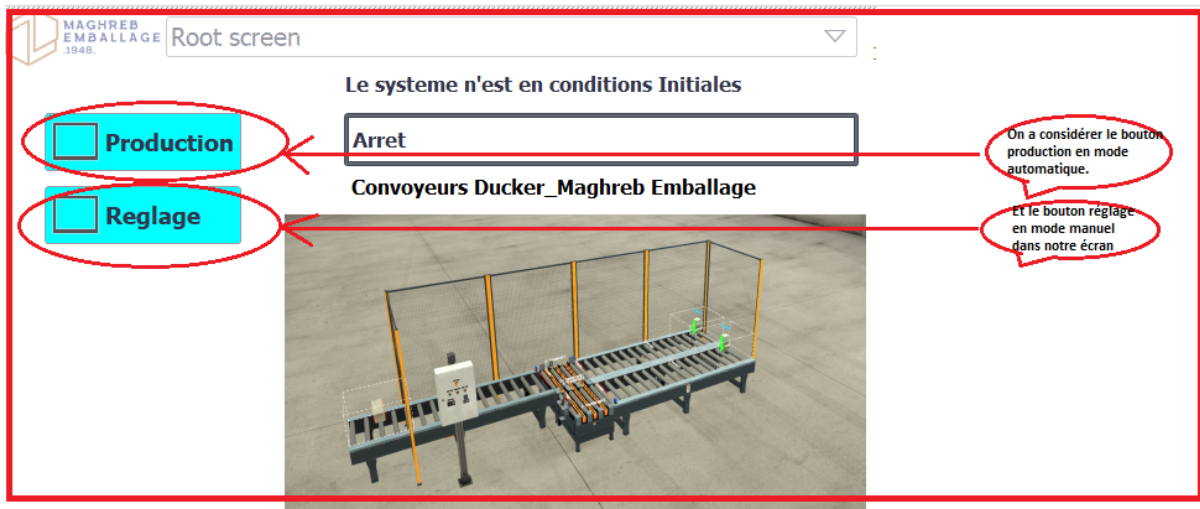 MAGHREB
EMBALLAGE
.1948.
Root screen
Le systeme n'est en conditions Initiales
Production
Arret
On a considérer le bouton
production en mode
automatique.
Convoyeurs Ducker_Maghreb Emballage
Reglage
Et le bouton réglage
en mode manuel
dans notre écran